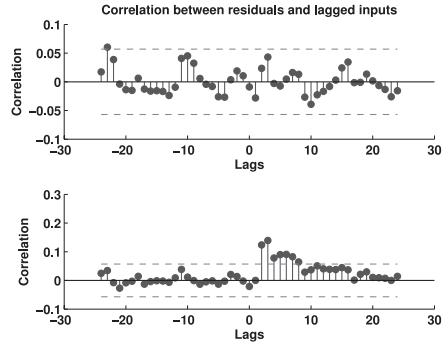 Correlation between residuals and lagged inputs
0.1
0.05
0
−0.05
−0.1
Correlation
−30 −20 −10 0 10 20 30
Lags
0.3
0.2
0.1
0
0.1
Correlation
−30 −20 −10 0 10 20 30
Lags